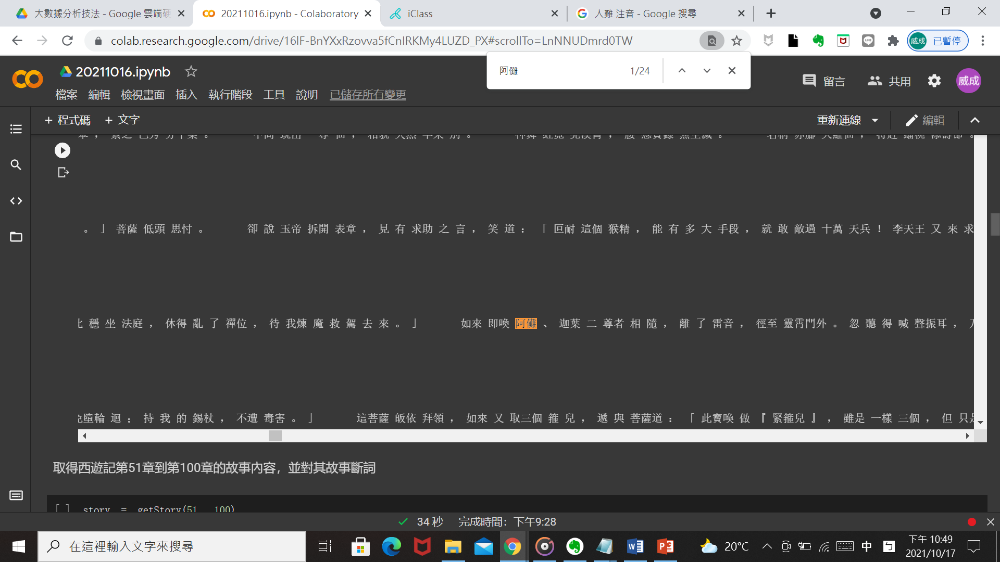 大數據分析技法 - Google 雲端硬
20211016.ipynb - Colaboratory
iClass
人難 注音 - Google 搜尋
colab.research.google.com/drive/16lF-BnYXxRzovva5fCnIRKMy4LUZD_PX#scrollTo=LnNNUDmrd0TW
威成 已暫停
阿儺 1/24
20211016.ipynb
檔案 編輯 檢視畫面 插入 執行階段 工具 說明 已儲存所有變更
留言 共用 威成
+ 程式碼 + 文字
重新連線 編輯
。 」 菩薩 低頭 思忖 。 卻 說 玉帝 拆開 表章 , 見 有 求助 之 言 , 笑 道 : 「 叵耐 這個 猴精 , 能 有 多 大 手段 , 就 敢 敵過 十萬 天兵 ! 李天王 又 來 求
穩 坐 法庭 , 休得 亂 了 禪位 , 待 我煉 魔 救 駕 去 來 。 」 如來 即喚 阿儺 、 迦葉 二 尊者 相 隨 , 離 了 雷音 , 徑至 靈霄門外 。 忽 聽 得 喊 聲振耳 ,
墮輪 迴 ; 持 我 的 錫杖 , 不遭 毒害 。 」 這菩薩 皈依 拜領 , 如來 又 取三個 箍 兒 , 遞 與 菩薩道 : 「 此寶喚 做 『 緊箍兒 』 , 雖是 一樣 三個 , 但 只是
取得西遊記第51章到第100章的故事內容，並對其故事斷詞
[ ] story = getStory(51 100)
34 秒 完成時間：下午9:28
在這裡輸入文字來搜尋
20°C
中
下午 10:49
2021/10/17